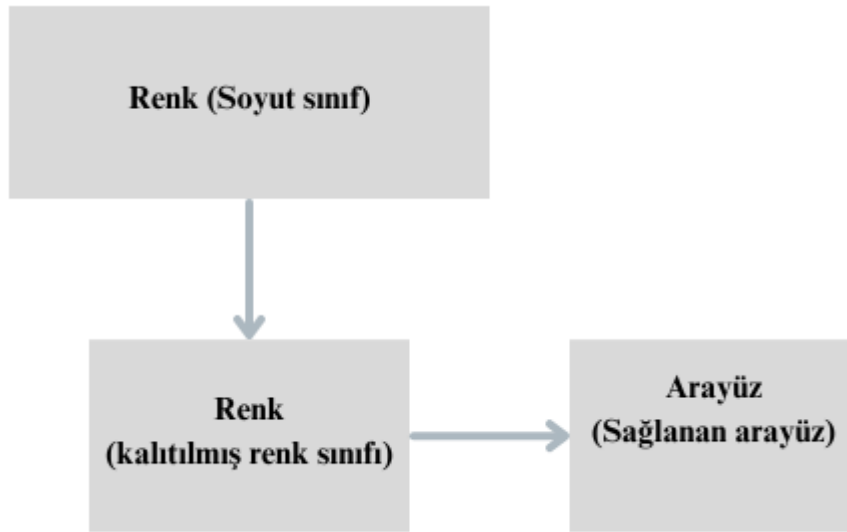 Renk (Soyut sınıf)
Renk
(kalıtılmış renk sınıfı)
Arayüz
(Sağlanan arayüz)